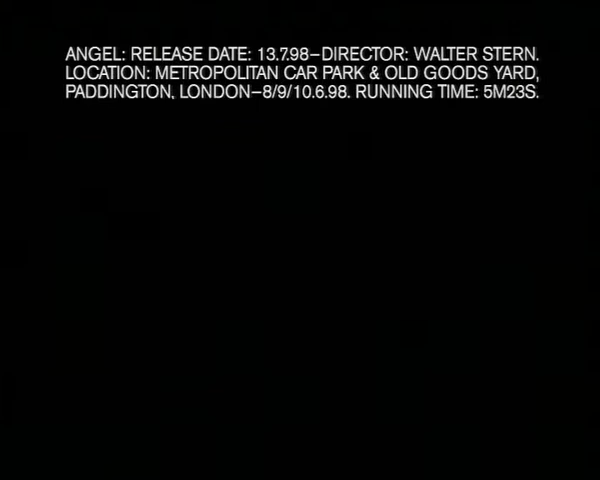 ANGEL: RELEASE DATE: 13.7.98–DIRECTOR: WALTER STERN.
LOCATION: METROPOLITAN CAR PARK & OLD GOODS YARD,
PADDINGTON, LONDON–8/9/10.6.98. RUNNING TIME: 5M23S.